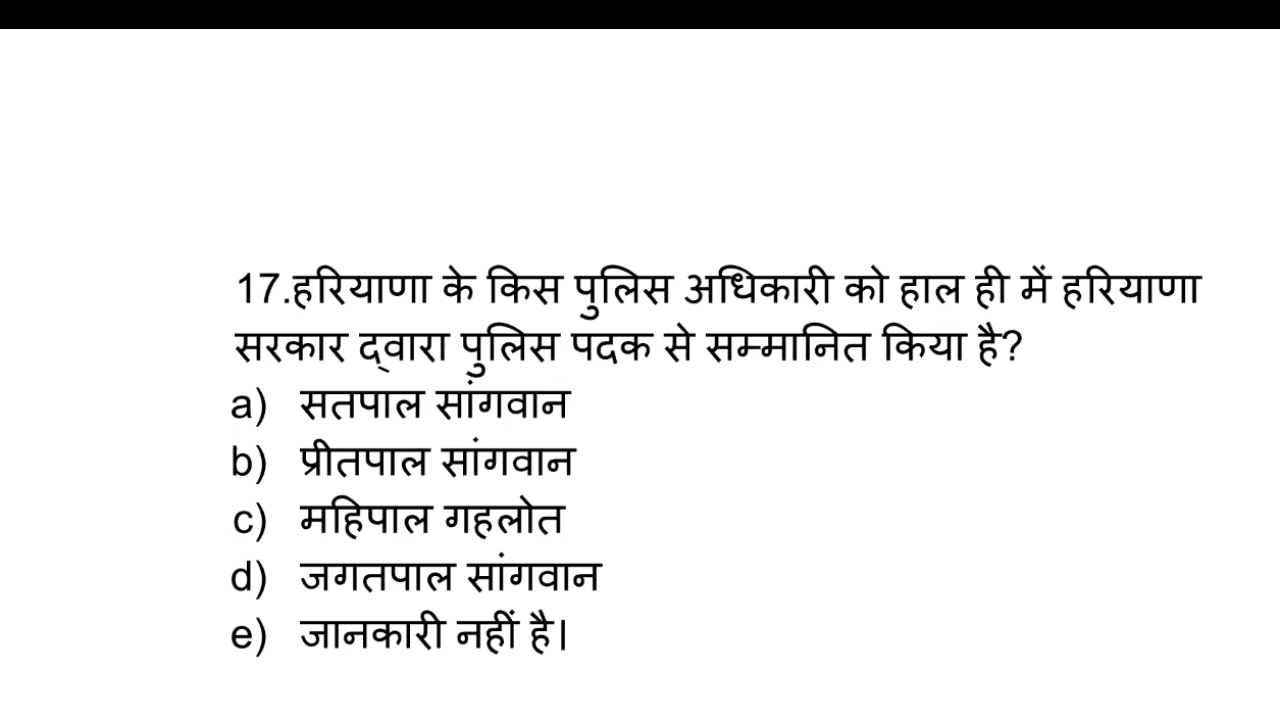 17.हरियाणा के किस पुलिस अधिकारी को हाल ही में हरियाणा
सरकार द्वारा पुलिस पदक से सम्मानित किया है?
a) सतपाल सांगवान
b) प्रीतपाल सांगवान
c) महिपाल गहलोत
d) जगतपाल सांगवान
e) जानकारी नहीं है।